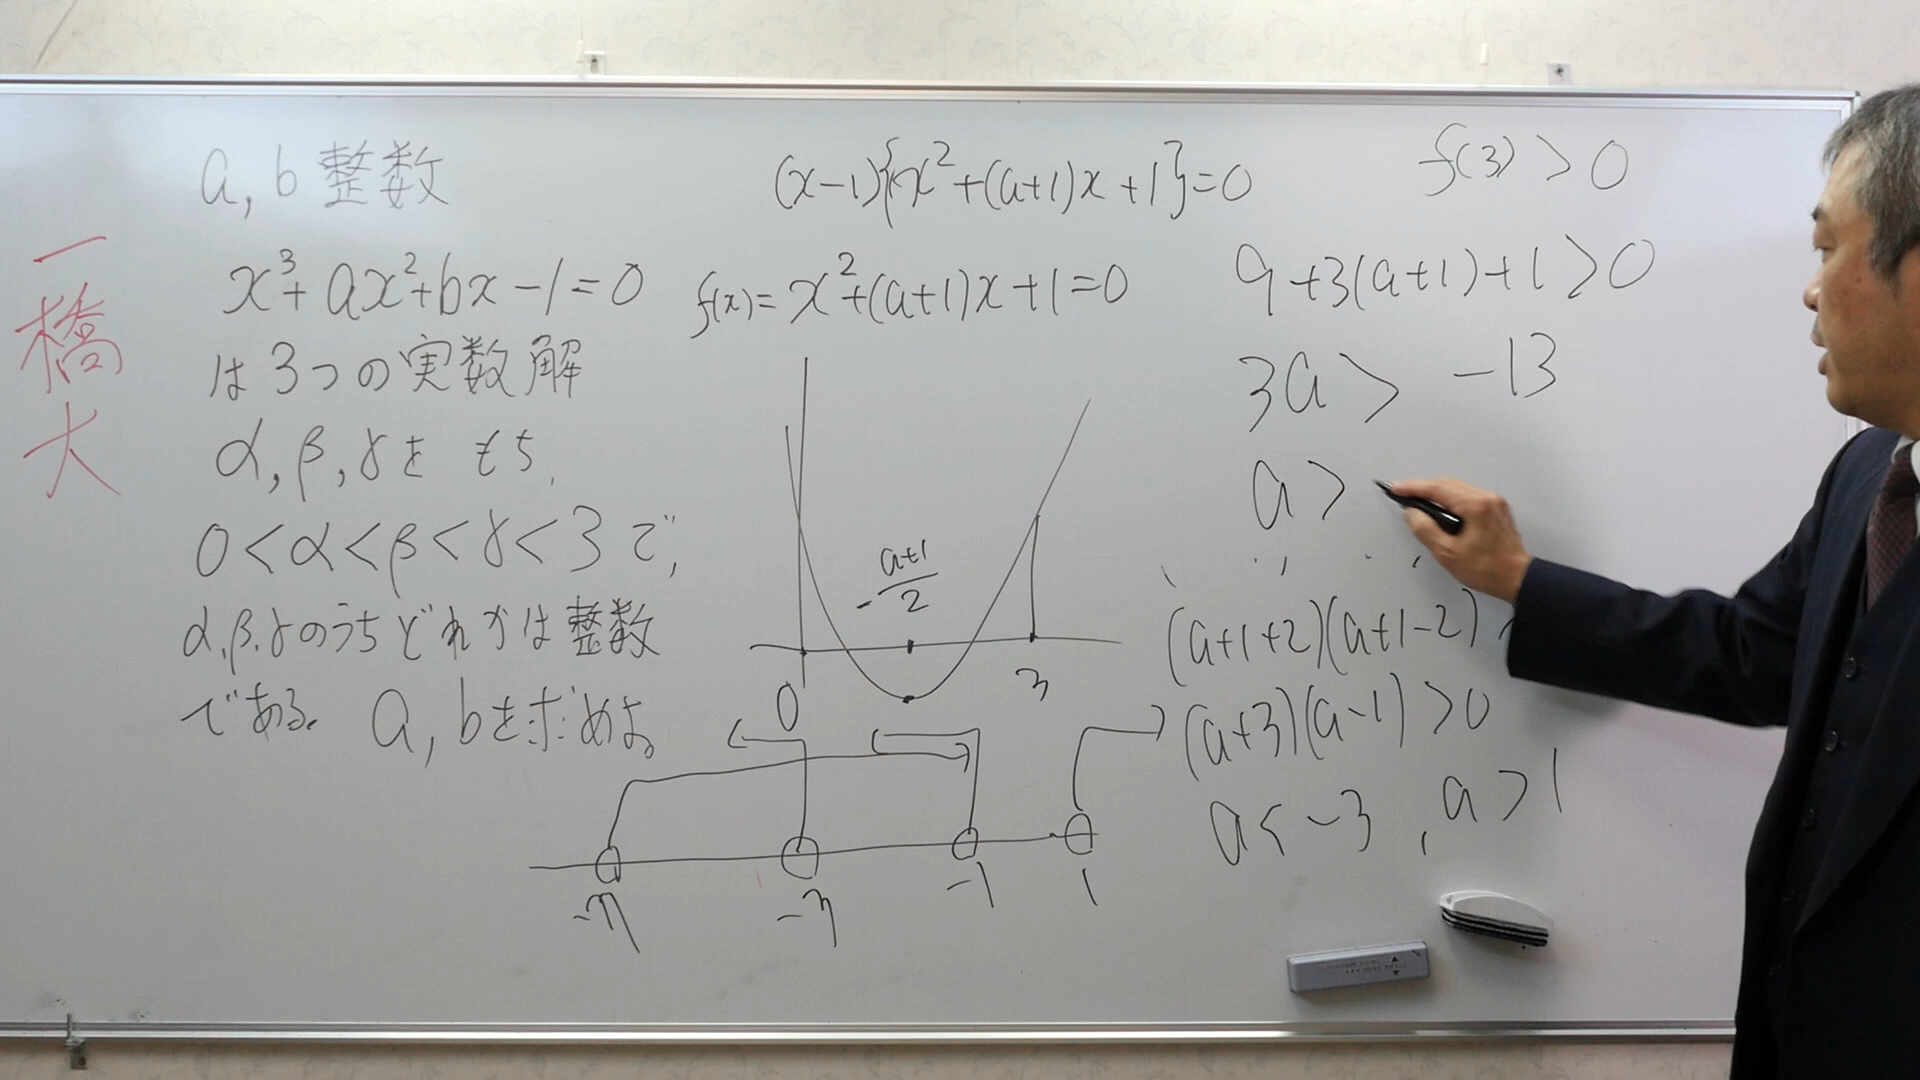 一橋大
a, b 整数
x³+ax²+bx-1=0
は3つの実数解
α, β, γを もち,
0<α<β<γ<3で,
α,β,γのうちどれかは整数
である。 a, bを求めよ。
(x-1){x²+(a+1)x+1}=0
f(x)=x²+(a+1)x+1=0
-\frac{a+1}{2}
0
3
-3
-1
1
f(3)>0
9+3(a+1)+1>0
3a>-13
a>
(a+1+2)(a+1-2)
(a+3)(a-1)>0
a<-3, a>1